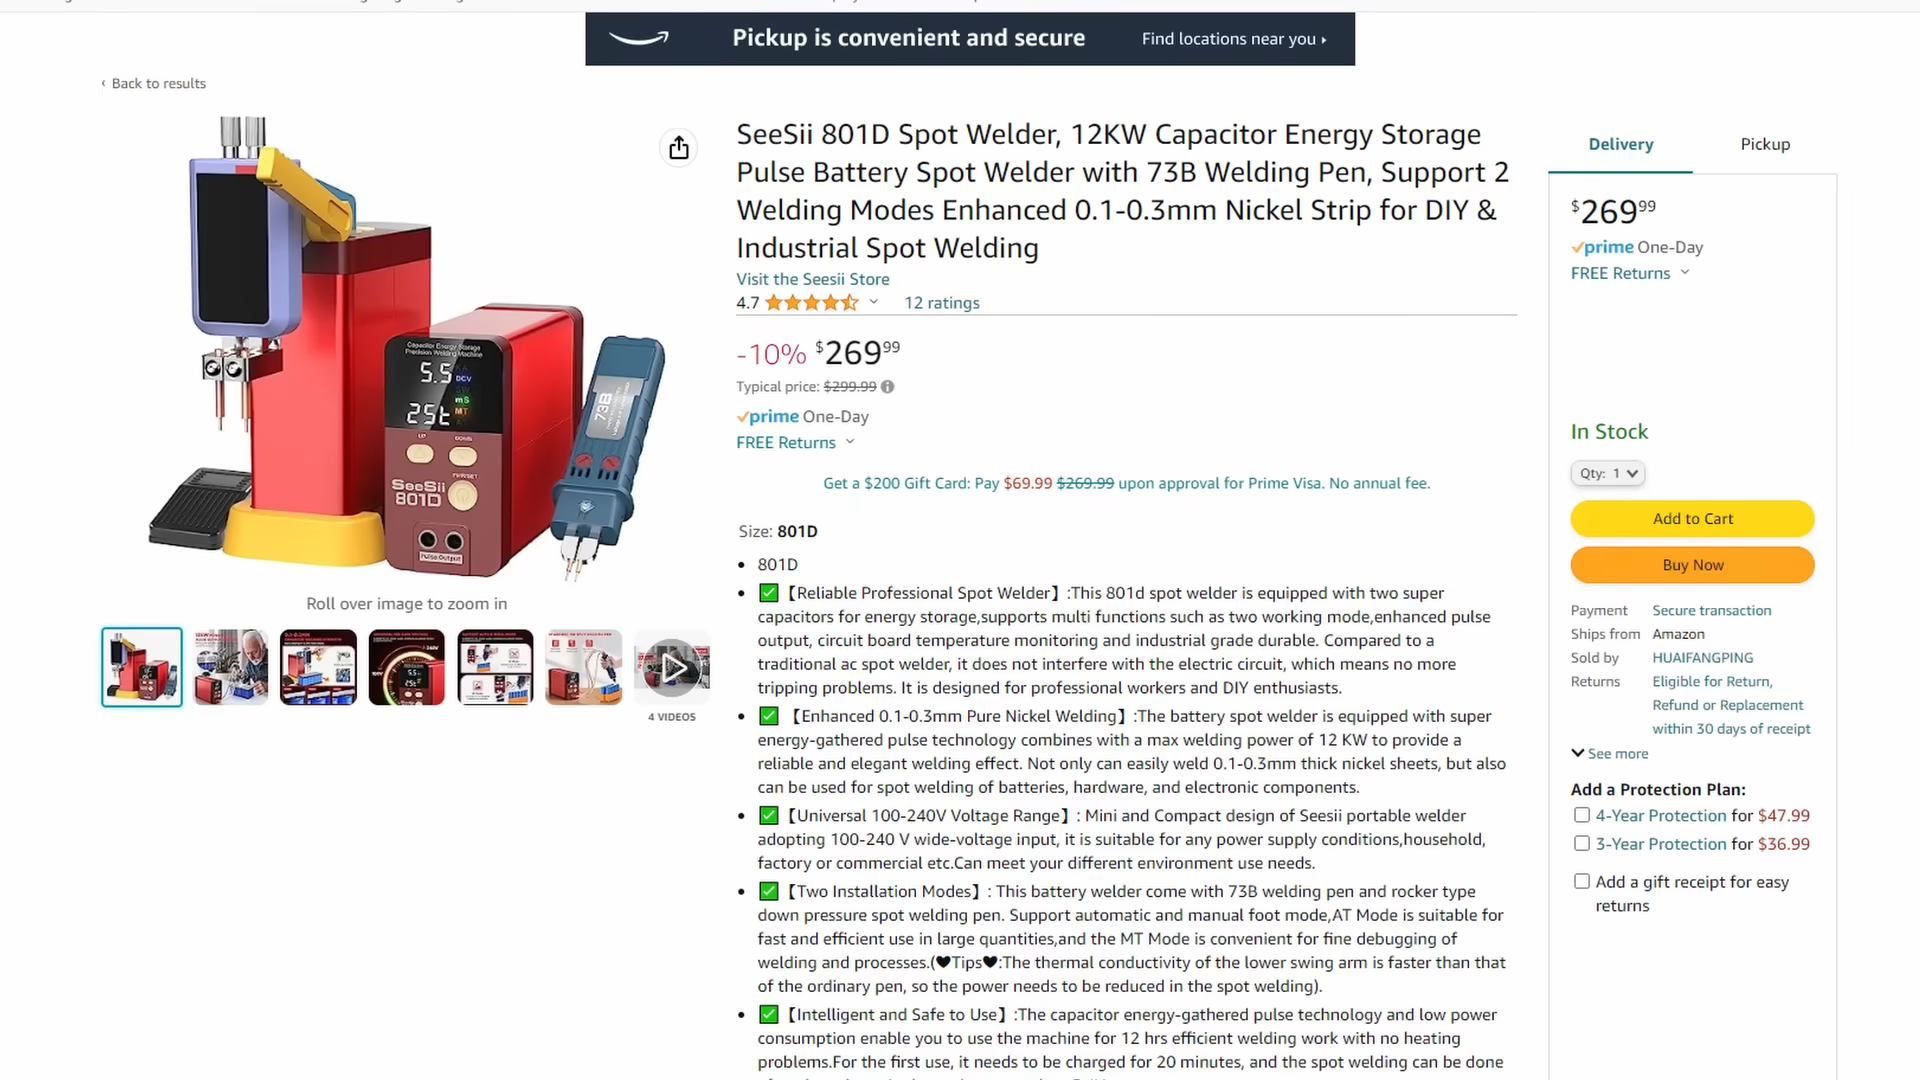 Pickup is convenient and secure
Find locations near you ▸
‹ Back to results
SeeSii 801D Spot Welder, 12KW Capacitor Energy Storage
Pulse Battery Spot Welder with 73B Welding Pen, Support 2
Welding Modes Enhanced 0.1-0.3mm Nickel Strip for DIY &
Industrial Spot Welding
Visit the Seesii Store
4.7
12 ratings
-10% $269 99
Typical price: $299.99
prime One-Day
FREE Returns
Get a $200 Gift Card: Pay $69.99 $269.99 upon approval for Prime Visa. No annual fee.
Size: 801D
• 801D
• ✅【Reliable Professional Spot Welder】:This 801d spot welder is equipped with two super
capacitors for energy storage,supports multi functions such as two working mode,enhanced pulse
output, circuit board temperature monitoring and industrial grade durable. Compared to a
traditional ac spot welder, it does not interfere with the electric circuit, which means no more
tripping problems. It is designed for professional workers and DIY enthusiasts.
• ✅ 【Enhanced 0.1-0.3mm Pure Nickel Welding】:The battery spot welder is equipped with super
energy-gathered pulse technology combines with a max welding power of 12 KW to provide a
reliable and elegant welding effect. Not only can easily weld 0.1-0.3mm thick nickel sheets, but also
can be used for spot welding of batteries, hardware, and electronic components.
• ✅【Universal 100-240V Voltage Range】: Mini and Compact design of Seesii portable welder
adopting 100-240 V wide-voltage input, it is suitable for any power supply conditions,household,
factory or commercial etc.Can meet your different environment use needs.
• ✅【Two Installation Modes】: This battery welder come with 73B welding pen and rocker type
down pressure spot welding pen. Support automatic and manual foot mode,AT Mode is suitable for
fast and efficient use in large quantities,and the MT Mode is convenient for fine debugging of
welding and processes.(♥Tips♥:The thermal conductivity of the lower swing arm is faster than that
of the ordinary pen, so the power needs to be reduced in the spot welding).
• ✅【Intelligent and Safe to Use】:The capacitor energy-gathered pulse technology and low power
consumption enable you to use the machine for 12 hrs efficient welding work with no heating
problems.For the first use, it needs to be charged for 20 minutes, and the spot welding can be done
Capacitor Energy Storage
Precision Welding Machine
5.5
DCV
mS
25t
MT
UP
DOWN
PWR/SET
SeeSii
801D
Pulse Output
73B
Roll over image to zoom in
4 VIDEOS
Delivery
Pickup
$269 99
prime One-Day
FREE Returns
In Stock
Qty: 1
Add to Cart
Buy Now
Payment Secure transaction
Ships from Amazon
Sold by HUAIFANGPING
Returns Eligible for Return,
Refund or Replacement
within 30 days of receipt
See more
Add a Protection Plan:
4-Year Protection for $47.99
3-Year Protection for $36.99
Add a gift receipt for easy
returns